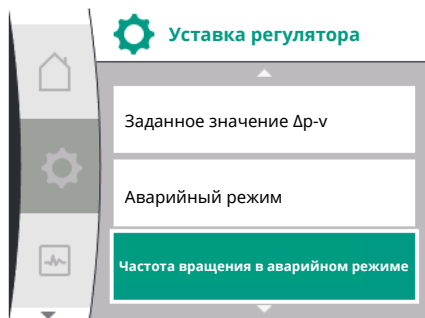 Уставка регулятора
Заданное значение Δp-v
Аварийный режим
Частота вращения в аварийном режиме